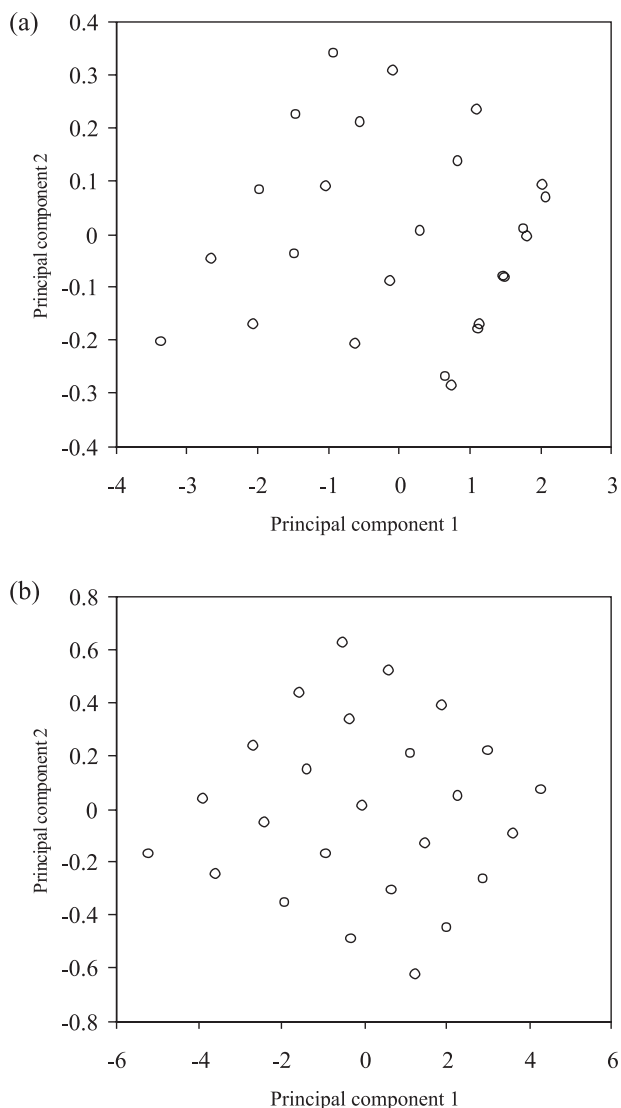 (a)
0.4
0.3
0.2
0.1
0
-0.1
-0.2
-0.3
-0.4
Principal component 2
-4 -3 -2 -1 0 1 2 3
Principal component 1
(b)
0.8
0.6
0.4
0.2
0
-0.2
-0.4
-0.6
-0.8
Principal component 2
-6 -4 -2 0 2 4 6
Principal component 1